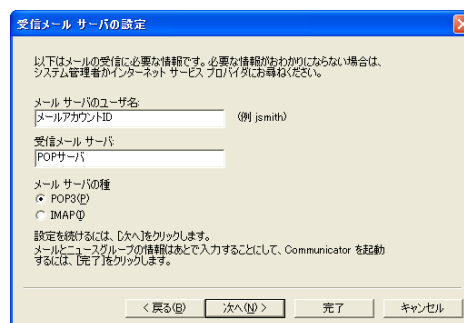 受信メール サーバの設定
以下はメールの受信に必要な情報です。必要な情報がおわかりにならない場合は、
システム管理者かインターネット サービス プロバイダにお尋ねください。
メール サーバのユーザ名:
メールアカウントID
(例 jsmith)
受信メール サーバ:
POPサーバ
メール サーバの種
POP3(P)
IMAP(I)
設定を続けるには、[次へ]をクリックします。
メールとニュースグループの情報はあとで入力することにして、Communicator を起動
するには、[完了]をクリックします。
< 戻る(B)
次へ(N) >
完了
キャンセル